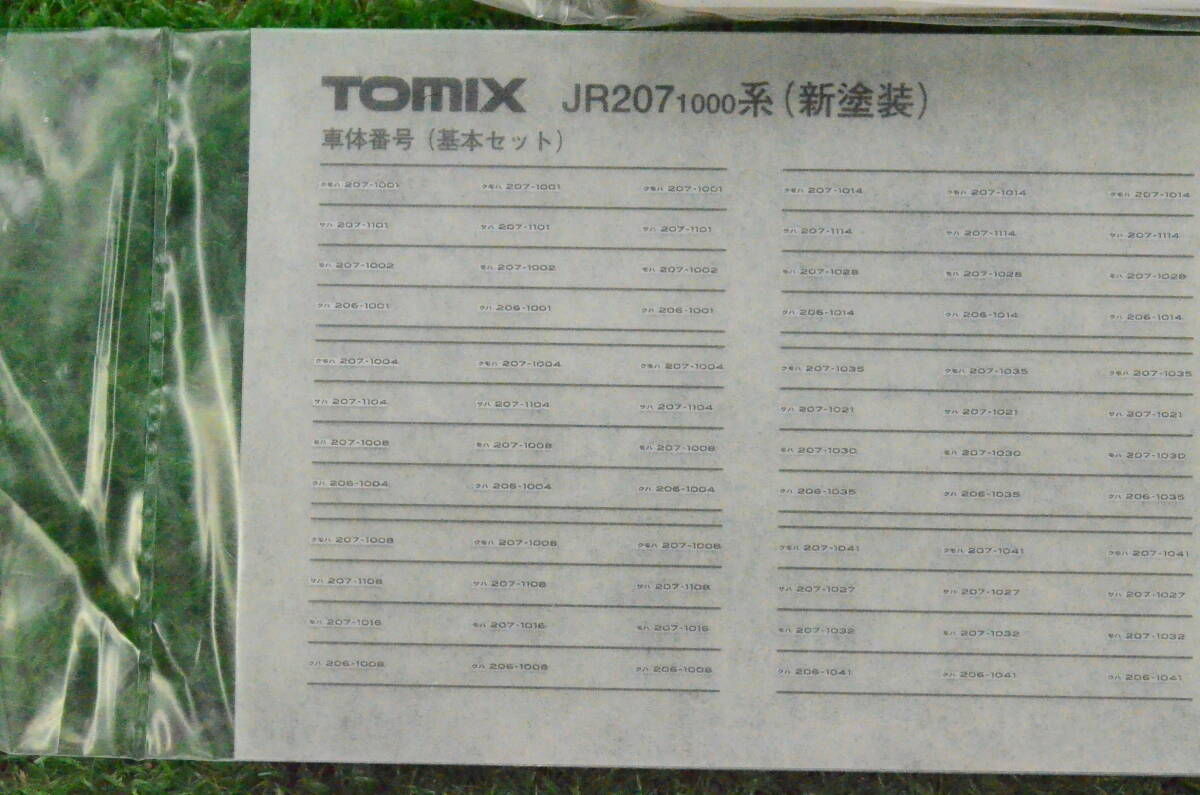 TOMIX JR207 1000系(新塗装)
車体番号(基本セット)
クモハ 207-1001 クモハ 207-1001 クモハ 207-1001
サハ 207-1101 サハ 207-1101 サハ 207-1101
モハ 207-1002 モハ 207-1002 モハ 207-1002
クハ 206-1001 クハ 206-1001 クハ 206-1001
クモハ 207-1004 クモハ 207-1004 クモハ 207-1004
サハ 207-1104 サハ 207-1104 サハ 207-1104
モハ 207-1008 モハ 207-1008 モハ 207-1008
クハ 206-1004 クハ 206-1004 クハ 206-1004
クモハ 207-1008 クモハ 207-1008 クモハ 207-1008
サハ 207-1108 サハ 207-1108 サハ 207-1108
モハ 207-1016 モハ 207-1016 モハ 207-1016
クハ 206-1008 クハ 206-1008 クハ 206-1008
クモハ 207-1014 クモハ 207-1014 クモハ 207-1014
サハ 207-1114 サハ 207-1114 サハ 207-1114
モハ 207-1028 モハ 207-1028 モハ 207-1028
クハ 206-1014 クハ 206-1014 クハ 206-1014
クモハ 207-1035 クモハ 207-1035 クモハ 207-1035
サハ 207-1021 サハ 207-1021 サハ 207-1021
モハ 207-1030 モハ 207-1030 モハ 207-1030
クハ 206-1035 クハ 206-1035 クハ 206-1035
クモハ 207-1041 クモハ 207-1041 クモハ 207-1041
サハ 207-1027 サハ 207-1027 サハ 207-1027
モハ 207-1032 モハ 207-1032 モハ 207-1032
クハ 206-1041 クハ 206-1041 クハ 206-1041